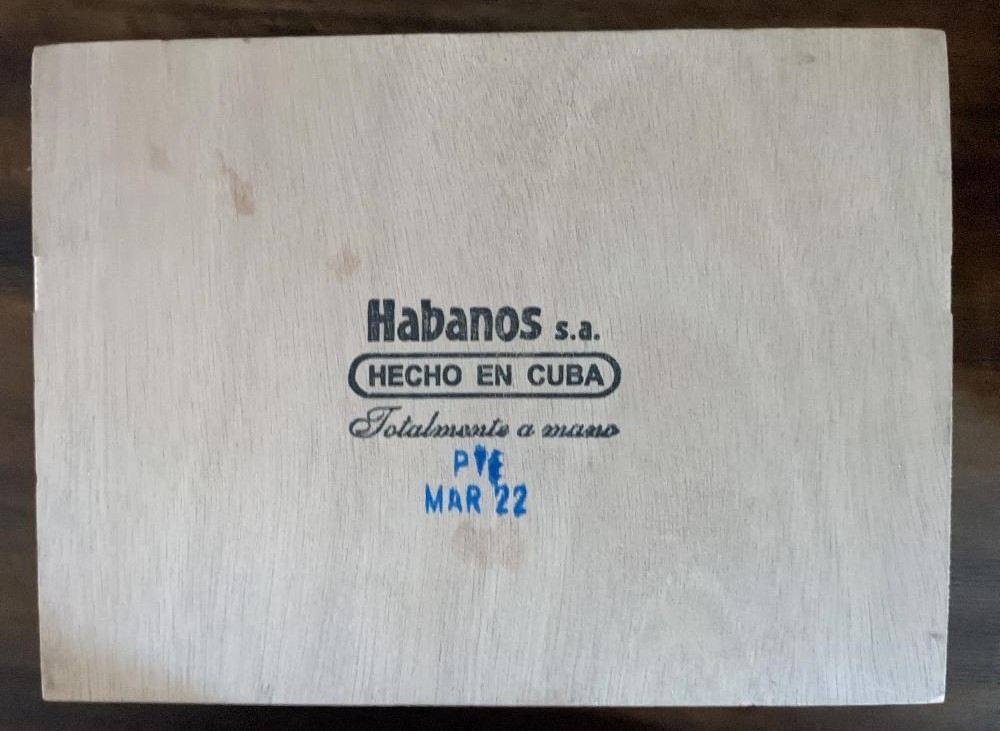 Habanos s.a.
HECHO EN CUBA
Totalmente a mano
MAR 22